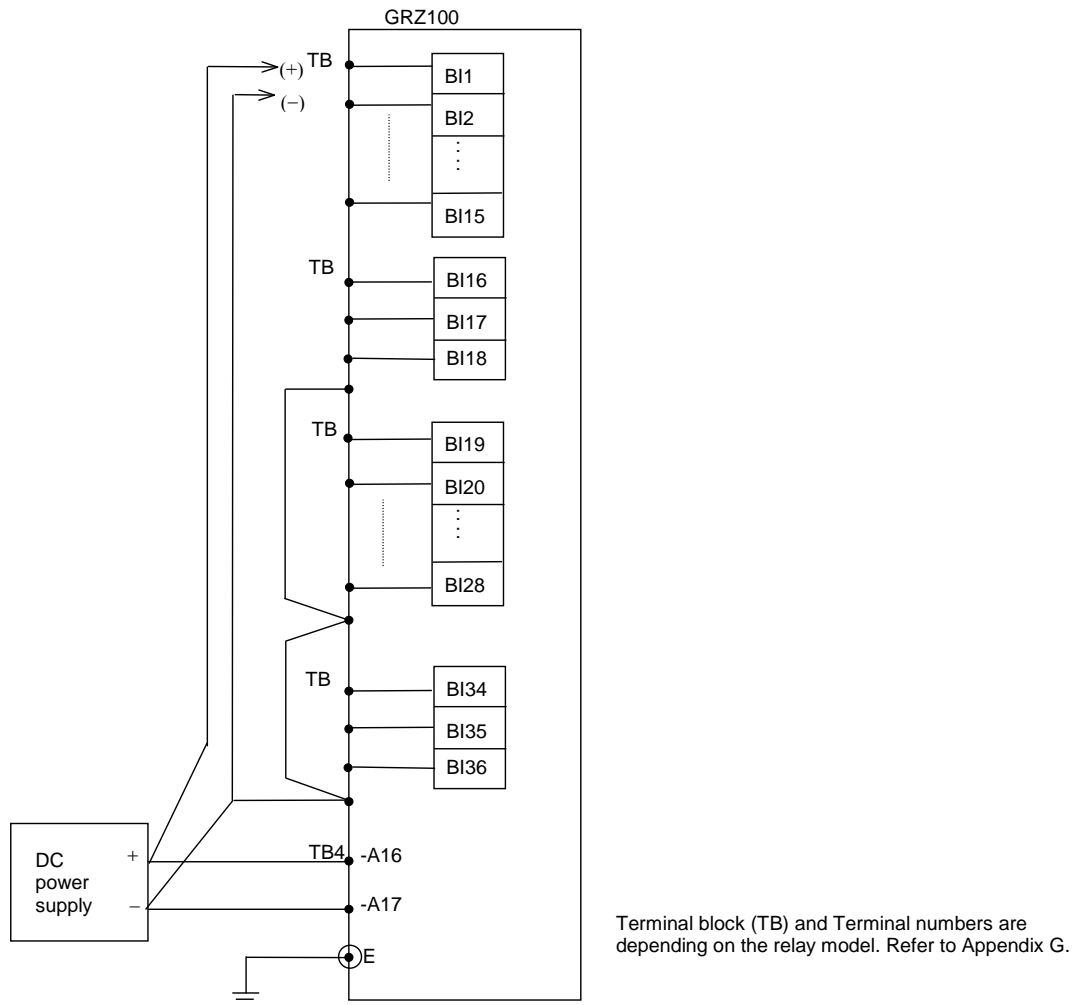 GRZ100
TB
(+)
(−)
BI1
BI2
BI15
TB
BI16
BI17
BI18
TB
BI19
BI20
BI28
TB
BI34
BI35
BI36
DC
power
supply
+
−
TB4 -A16
-A17
E
Terminal block (TB) and Terminal numbers are
depending on the relay model. Refer to Appendix G.